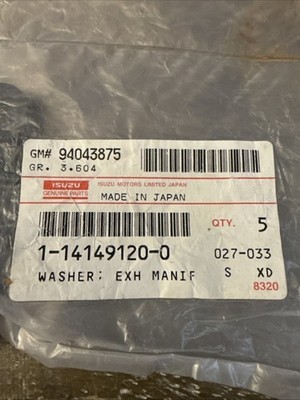 GM# 94043875
GR. 3.604
ISUZU
GENUINE PARTS
ISUZU MOTORS LIMITED JAPAN
MADE IN JAPAN
QTY. 5
1-14149120-0 027-033
WASHER; EXH MANIF S XD
8320